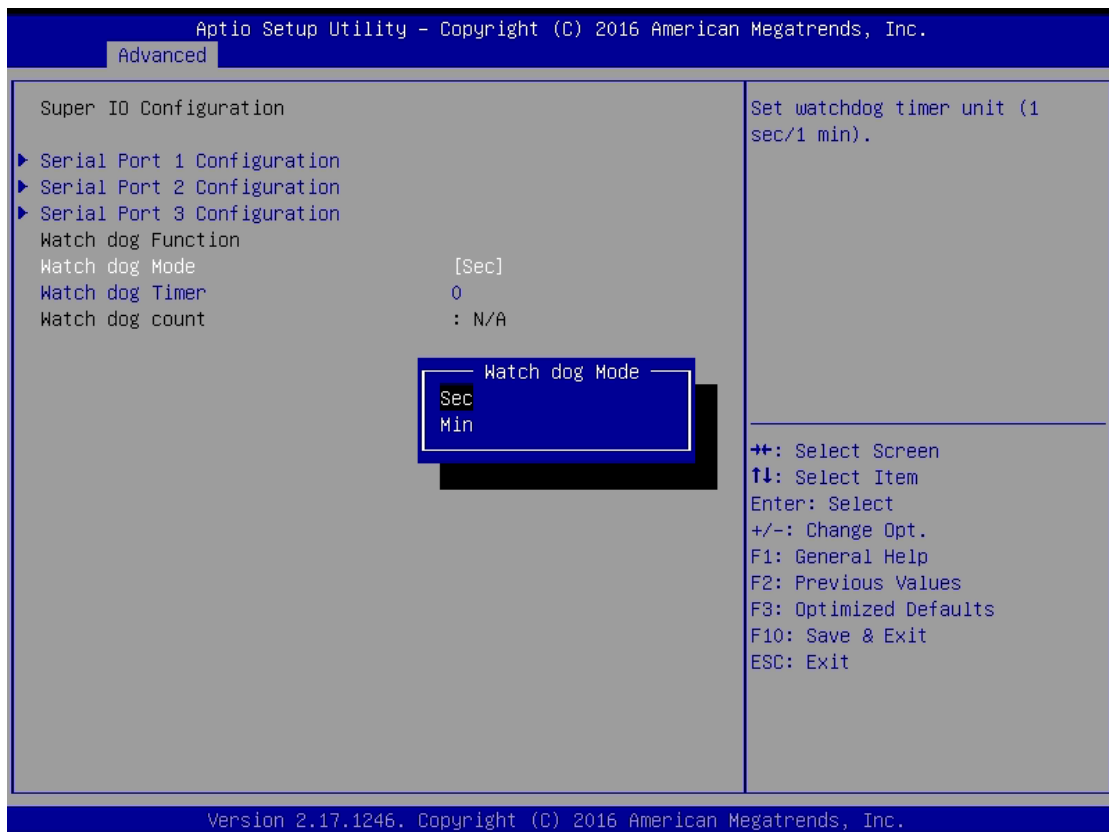 Aptio Setup Utility – Copyright (C) 2016 American Megatrends, Inc.
Advanced
Super IO Configuration
Serial Port 1 Configuration
Serial Port 2 Configuration
Serial Port 3 Configuration
Watch dog Function
Watch dog Mode [Sec]
Watch dog Timer 0
Watch dog count : N/A
Watch dog Mode
Sec
Min
Set watchdog timer unit (1
sec/1 min).
→←: Select Screen
↑↓: Select Item
Enter: Select
+/-: Change Opt.
F1: General Help
F2: Previous Values
F3: Optimized Defaults
F10: Save & Exit
ESC: Exit
Version 2.17.1246. Copyright (C) 2016 American Megatrends, Inc.